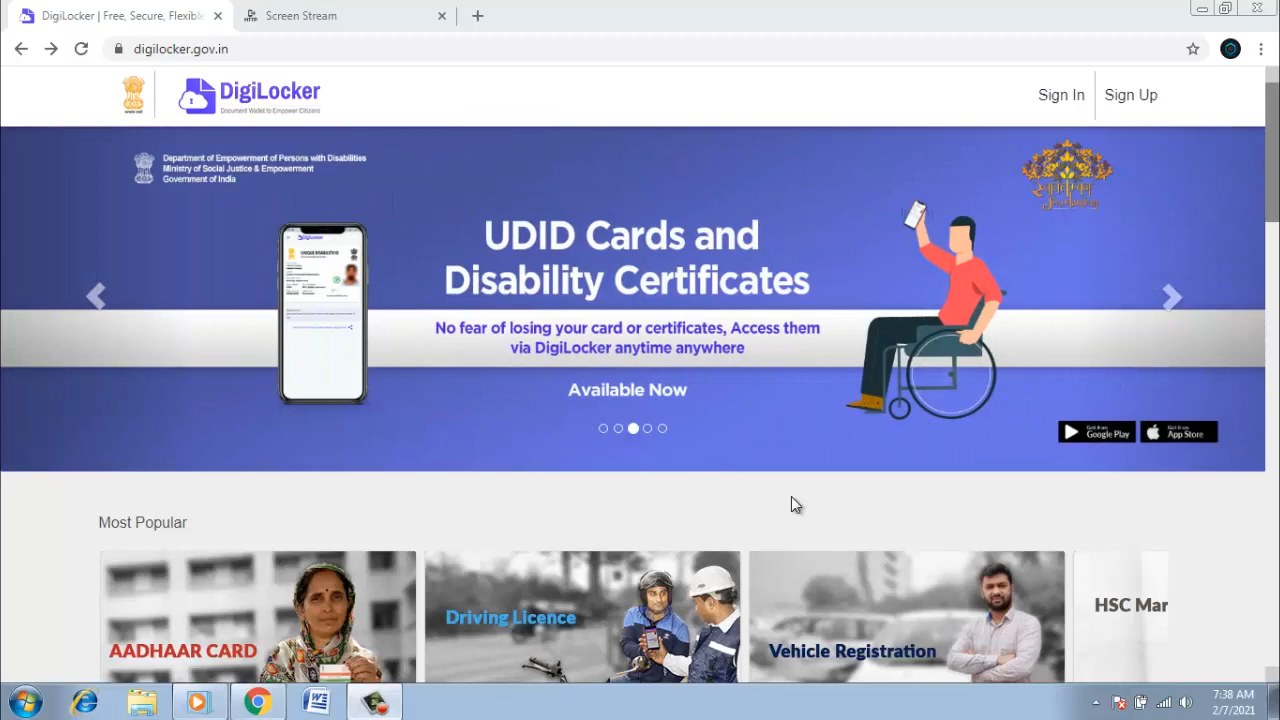 DigiLocker | Free, Secure, Flexible
Screen Stream
digilocker.gov.in
DigiLocker
Document Wallet to Empower Citizens
Sign In
Sign Up
Department of Empowerment of Persons with Disabilities
Ministry of Social Justice & Empowerment
Government of India
UDID Cards and
Disability Certificates
No fear of losing your card or certificates, Access them
via DigiLocker anytime anywhere
Available Now
Get it on
Google Play
Get it on
App Store
DigiLocker
Most Popular
AADHAAR CARD
Driving Licence
Vehicle Registration
HSC Mar
7:38 AM
2/7/2021